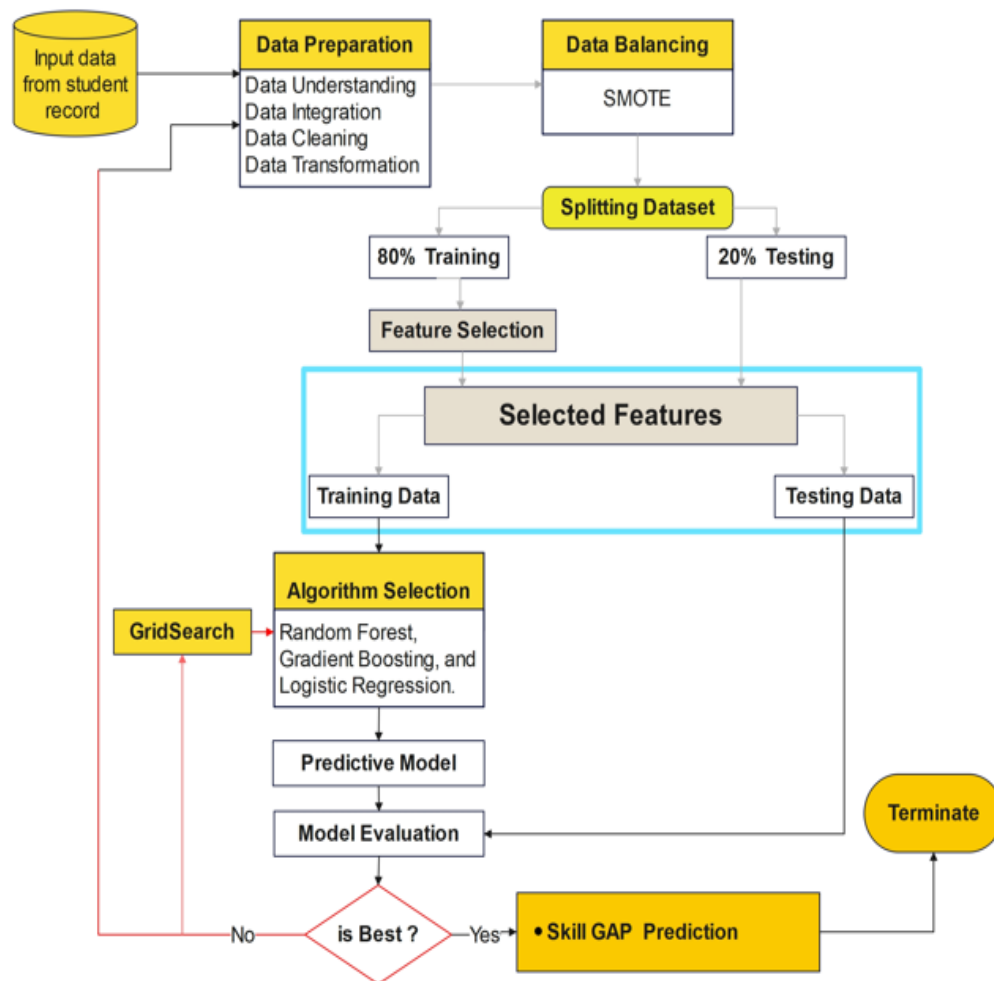 Input data
from student
record
Data Preparation
Data Understanding
Data Integration
Data Cleaning
Data Transformation
Data Balancing
SMOTE
Splitting Dataset
80% Training
20% Testing
Feature Selection
Selected Features
Training Data
Testing Data
Algorithm Selection
Random Forest,
Gradient Boosting, and
Logistic Regression.
GridSearch
Predictive Model
Model Evaluation
Terminate
is Best ?
No
Yes
• Skill GAP Prediction